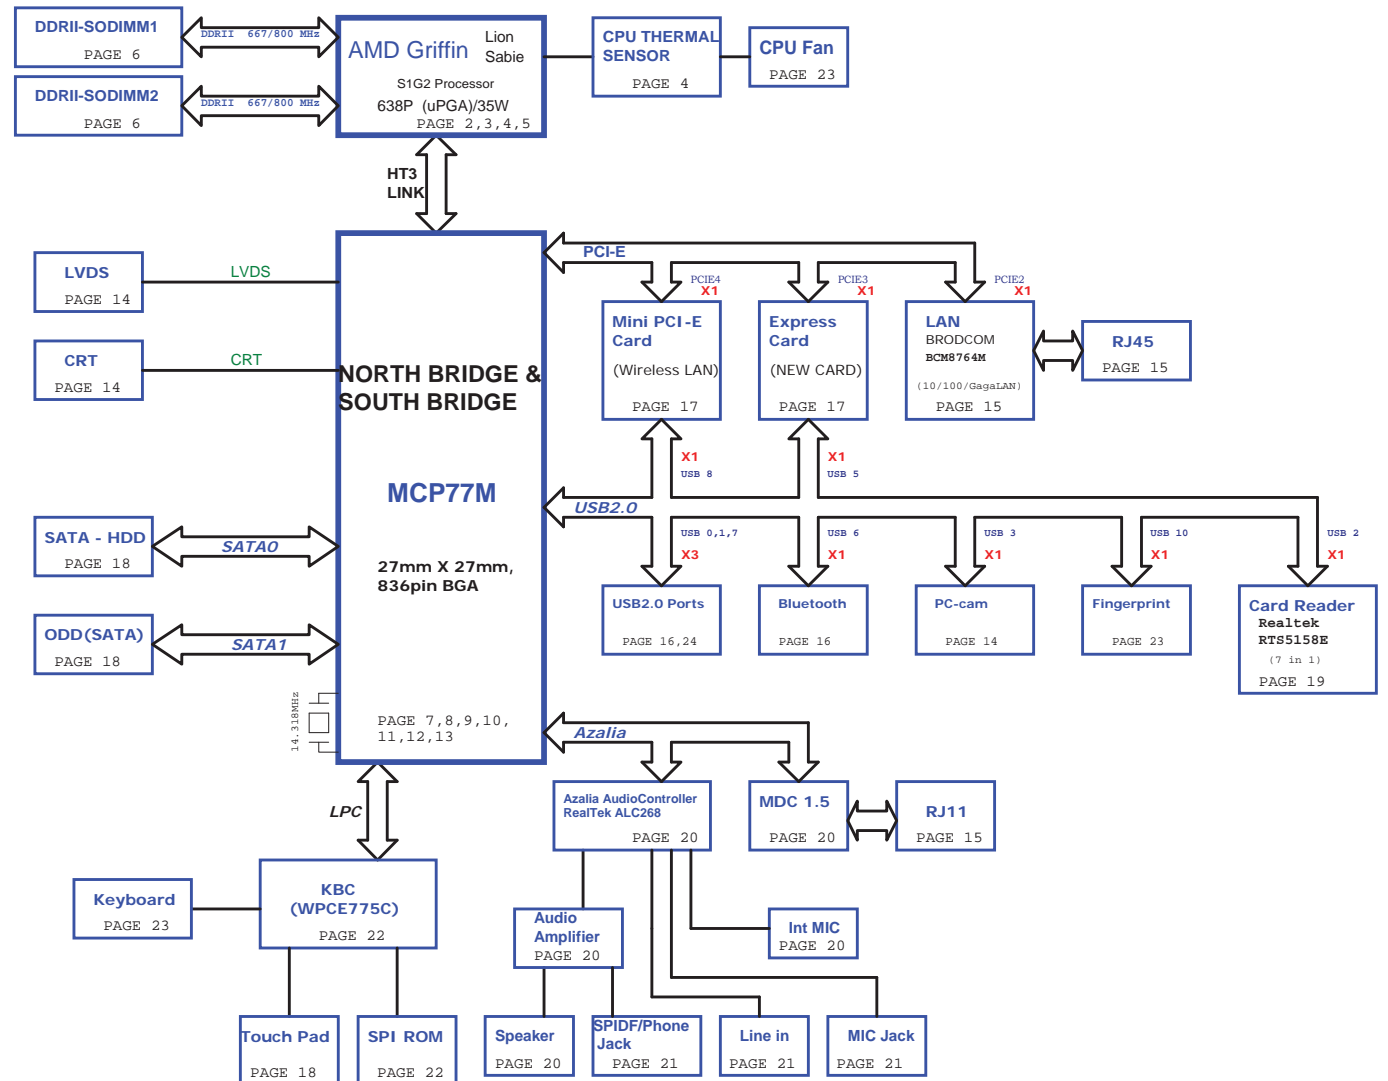 DDRII-SODIMM1
PAGE 6
DDRII 667/800 MHz
DDRII-SODIMM2
PAGE 6
DDRII 667/800 MHz
AMD Griffin
Lion
Sabie
S1G2 Processor
638P (uPGA)/35W
PAGE 2,3,4,5
CPU THERMAL
SENSOR
PAGE 4
CPU Fan
PAGE 23
HT3
LINK
LVDS
PAGE 14
LVDS
CRT
PAGE 14
CRT
NORTH BRIDGE &
SOUTH BRIDGE
MCP77M
27mm X 27mm,
836pin BGA
PAGE 7,8,9,10,
11,12,13
PCI-E
PCIE4
X1
PCIE3
X1
PCIE2
X1
Mini PCI-E
Card
(Wireless LAN)
PAGE 17
Express
Card
(NEW CARD)
PAGE 17
LAN
BRODCOM
BCM8764M
(10/100/GagaLAN)
PAGE 15
RJ45
PAGE 15
X1
USB 8
X1
USB 5
USB2.0
USB 0,1,7
X3
USB 6
X1
USB 3
X1
USB 10
X1
USB 2
X1
SATA - HDD
PAGE 18
SATA0
ODD(SATA)
PAGE 18
SATA1
14.318MHz
USB2.0 Ports
PAGE 16,24
Bluetooth
PAGE 16
PC-cam
PAGE 14
Fingerprint
PAGE 23
Card Reader
Realtek
RTS5158E
(7 in 1)
PAGE 19
Azalia
Azalia AudioController
RealTek ALC268
PAGE 20
MDC 1.5
PAGE 20
RJ11
PAGE 15
LPC
Keyboard
PAGE 23
KBC
(WPCE775C)
PAGE 22
Audio
Amplifier
PAGE 20
Int MIC
PAGE 20
Touch Pad
PAGE 18
SPI ROM
PAGE 22
Speaker
PAGE 20
SPIDF/Phone
Jack
PAGE 21
Line in
PAGE 21
MIC Jack
PAGE 21